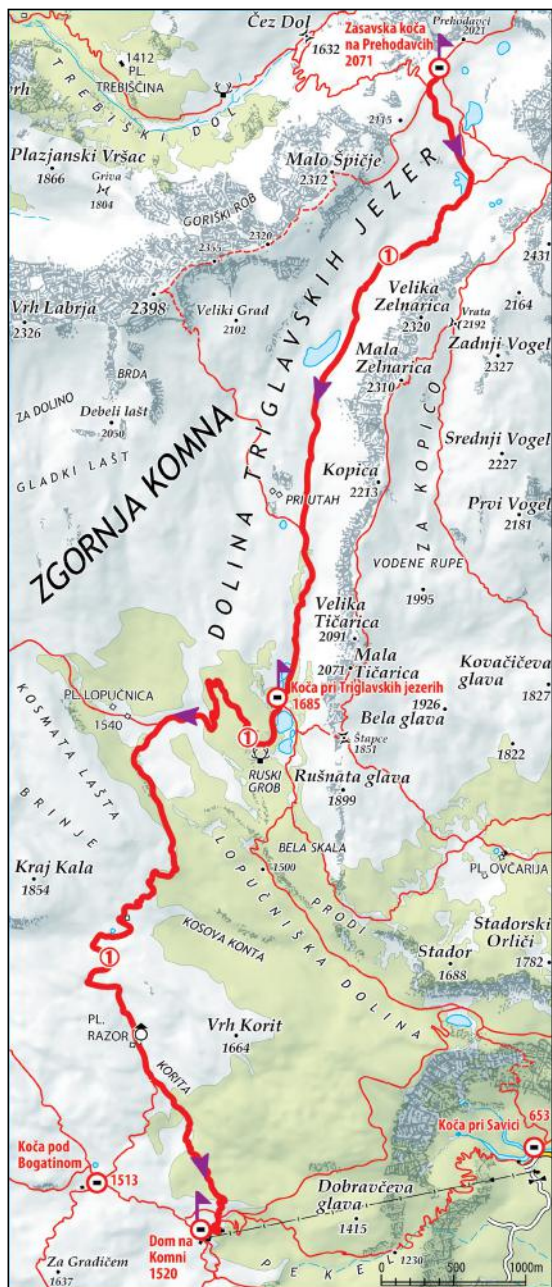 Čez Dol
1632
Zasavska koča
na Prehodavcih
2071
Prehodavci
2021
1412
PL.
TREBIŠČINA
TREBIŠKI DOL
rh
Plazjanski Vršac
1866
Griva
1804
2115
Malo Špičje
2312
GORIŠKI ROB
2320
2355
2398
Vrh Labrja
2326
Veliki Grad
2102
1
2431
Velika
Zelnarica
2320
Vrata
2192
2164
Zadnji Vogel
2327
Mala
Zelnarica
2310
BRDA
ZA DOLINO
Debeli lašt
2050
GLADKI LAŠT
DOLINA TRIGLAVSKIH JEZER
ZGORNJA KOMNA
ZA KOPICO
Srednji Vogel
2227
Kopica
2213
PRI UTAH
Prvi Vogel
2181
VODENE RUPE
1995
Velika
Tičarica
2091
Mala
Tičarica
2071
Kovačičeva
glava
1827
Koča pri Triglavskih jezerih
1685
PL. LOPUČNICA
1540
1926
Bela glava
Štapce
1851
1822
1
RUSKI
GROB
Rušnata glava
1899
KOSMATA LAŠTA
BRINJE
BELA SKALA
1500
PL. OVČARIJA
Kraj Kala
1854
LOPUČNIŠKA DOLINA
PRODI
KOSOVA KONTA
Stadorski
Orliči
1782
Stador
1688
1
PL.
RAZOR
Vrh Korit
1664
KORITA
Koča pod
Bogatinom
1513
Koča pri Savici
653
Dobravčeva
glava
1415
Dom na
Komni
1520
Za Gradičem
1637
PEKEL
1230
0 500 1000m